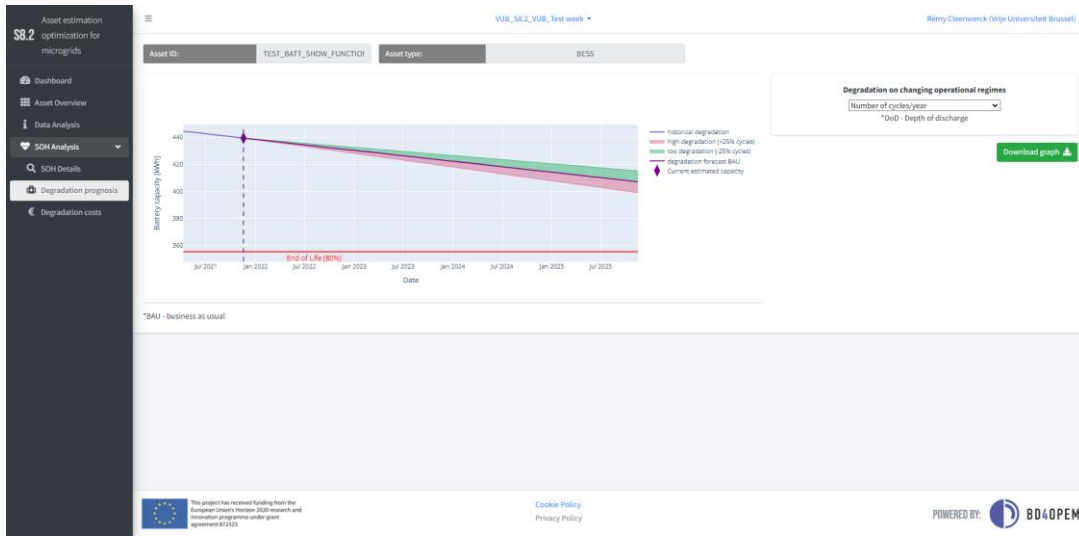 Asset estimation
S8.2 optimization for
microgrids
Dashboard
Asset Overview
Data Analysis
SOH Analysis
SOH Details
Degradation prognosis
€ Degradation costs
VUB_S8.2_VUB_Test week
Rémy Cleenwerck (Vrije Universiteit Brussel)
Asset ID: TEST_BATT_SHOW_FUNCTION Asset type: BESS
Degradation on changing operational regimes
Number of cycles/year
*DoD - Depth of discharge
Download graph
historical degradation
high degradation (+25% cycles)
low degradation (-25% cycles)
degradation forecast BAU
Current estimated capacity
Battery capacity [kWh]
440
420
400
380
360
End of Life (80%)
Jul 2021 Jan 2022 Jul 2022 Jan 2023 Jul 2023 Jan 2024 Jul 2024 Jan 2025 Jul 2025
Date
*BAU - business as usual
This project has received funding from the
European Union's Horizon 2020 research and
innovation programme under grant
agreement 872525
Cookie Policy
Privacy Policy
POWERED BY: BD4OPEM